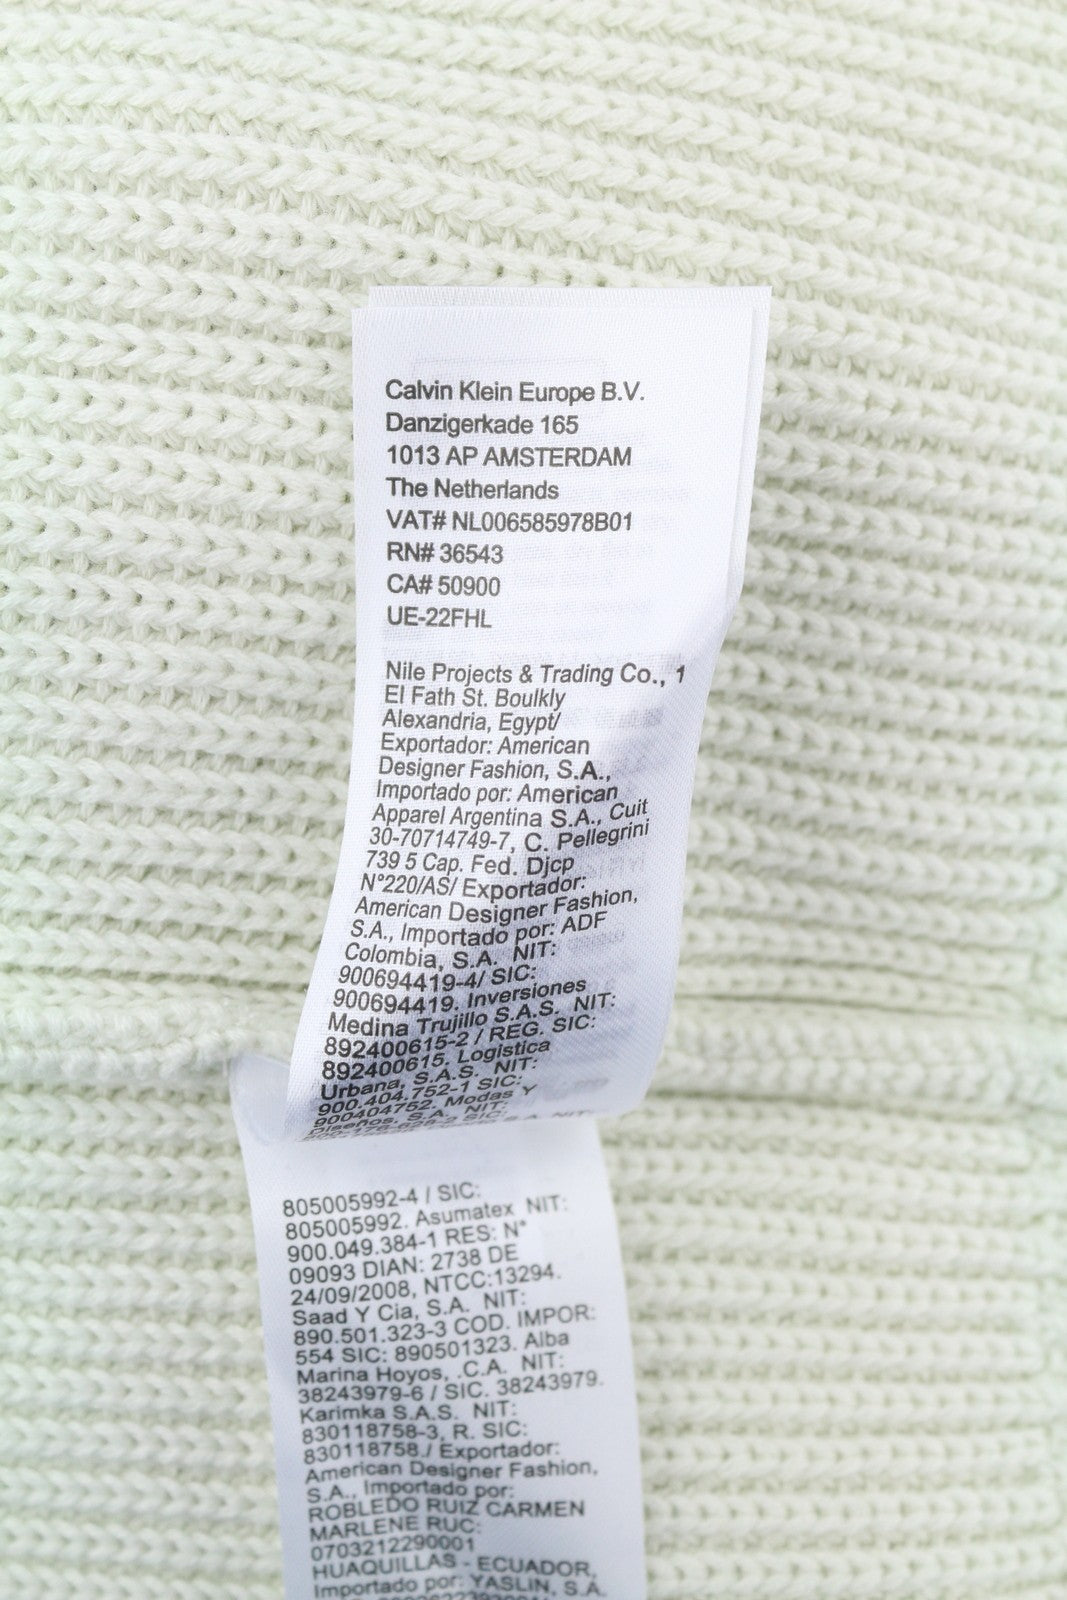 Calvin Klein Europe B.V.
Danzigerkade 165
1013 AP AMSTERDAM
The Netherlands
VAT# NL006585978B01
RN# 36543
CA# 50900
UE-22FHL
Nile Projects & Trading Co., 1
El Fath St. Boulkly
Alexandria, Egypt/
Exportador: American
Designer Fashion, S.A.,
Importado por: American
Apparel Argentina S.A., Cuit
30-70714749-7, C. Pellegrini
739 5 Cap. Fed. Djcp
N°220/AS/ Exportador:
American Designer Fashion,
S.A., Importado por: ADF
Colombia, S.A. NIT:
900694419-4/ SIC:
900694419. Inversiones
Medina Trujillo S.A.S. NIT:
892400615-2 / REG. SIC:
892400615. Logistica
Urbana, S.A.S. NIT:
900.404.752-1 SIC:
900404752. Modas Y
Diseños. S.A. NIT:
805005992-4 / SIC:
805005992. Asumatex NIT:
900.049.384-1 RES: N°
09093 DIAN: 2738 DE
24/09/2008, NTCC:13294.
Saad Y Cia, S.A. NIT:
890.501.323-3 COD. IMPOR:
554 SIC: 890501323. Alba
Marina Hoyos, .C.A. NIT:
38243979-6 / SIC. 38243979.
Karimka S.A.S. NIT:
830118758-3, R. SIC:
830118758./ Exportador:
American Designer Fashion,
S.A., Importado por:
ROBLEDO RUIZ CARMEN
MARLENE RUC:
0703212290001
HUAQUILLAS - ECUADOR,
Importado por: YASLIN, S.A.